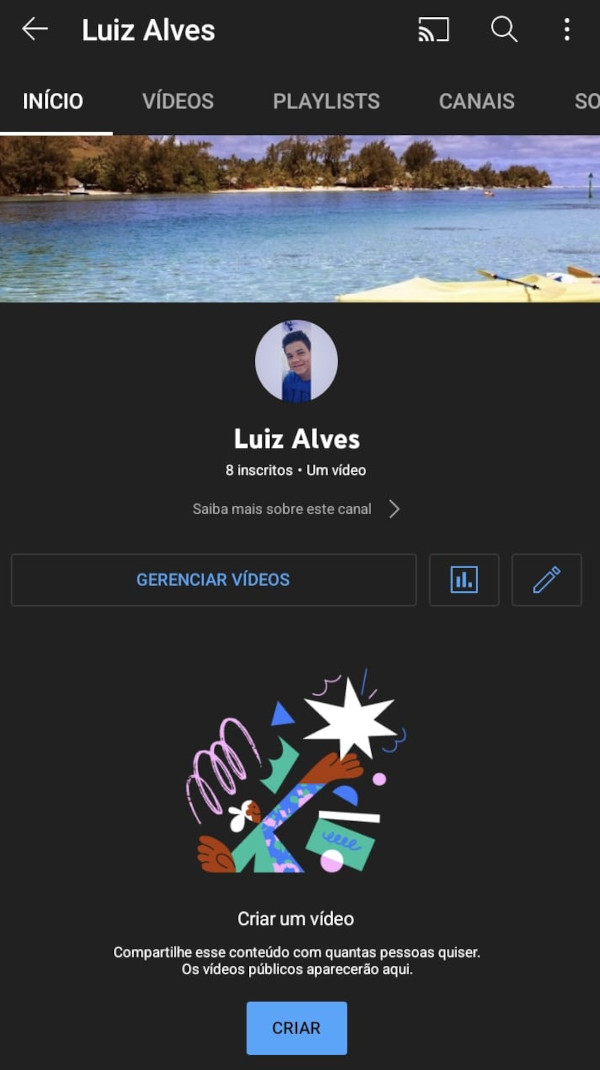 Luiz Alves
INÍCIO VÍDEOS PLAYLISTS CANAIS SO
Luiz Alves
8 inscritos • Um vídeo
Saiba mais sobre este canal
GERENCIAR VÍDEOS
Criar um vídeo
Compartilhe esse conteúdo com quantas pessoas quiser.
Os vídeos públicos aparecerão aqui.
CRIAR